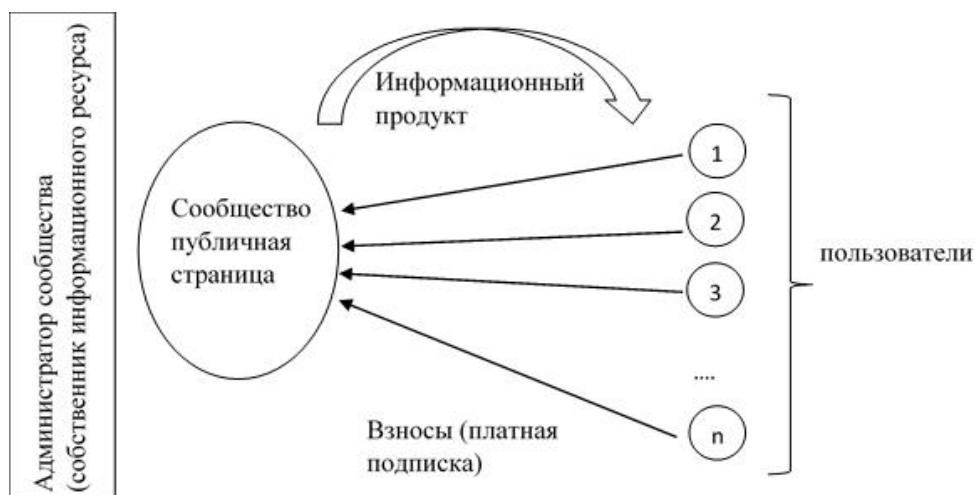 Администратор сообщества
(собственник информационного ресурса)
Информационный
продукт
Сообщество
публичная
страница
1
2
3
....
n
пользователи
Взносы (платная
подписка)